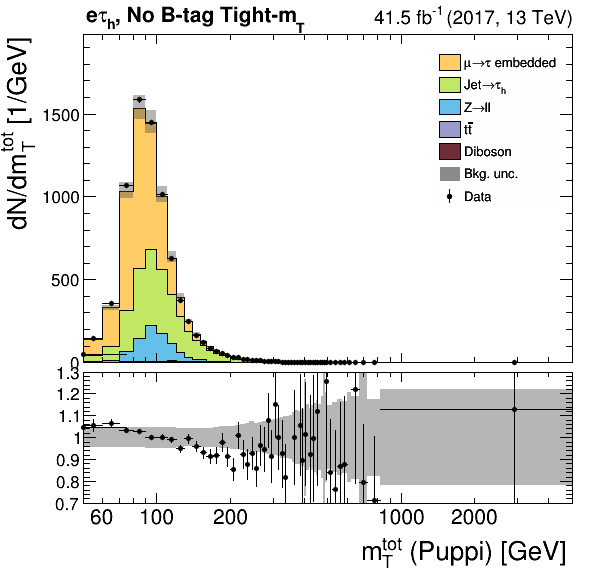 eτh, No B-tag Tight-mT
41.5 fb⁻¹ (2017, 13 TeV)
dN/dmTtot [1/GeV]
1500
1000
500
0
μ→τ embedded
Jet→τh
Z→ll
tt̄
Diboson
Bkg. unc.
Data
1.3
1.2
1.1
1
0.9
0.8
0.7
60 100 200 1000 2000
mTtot (Puppi) [GeV]